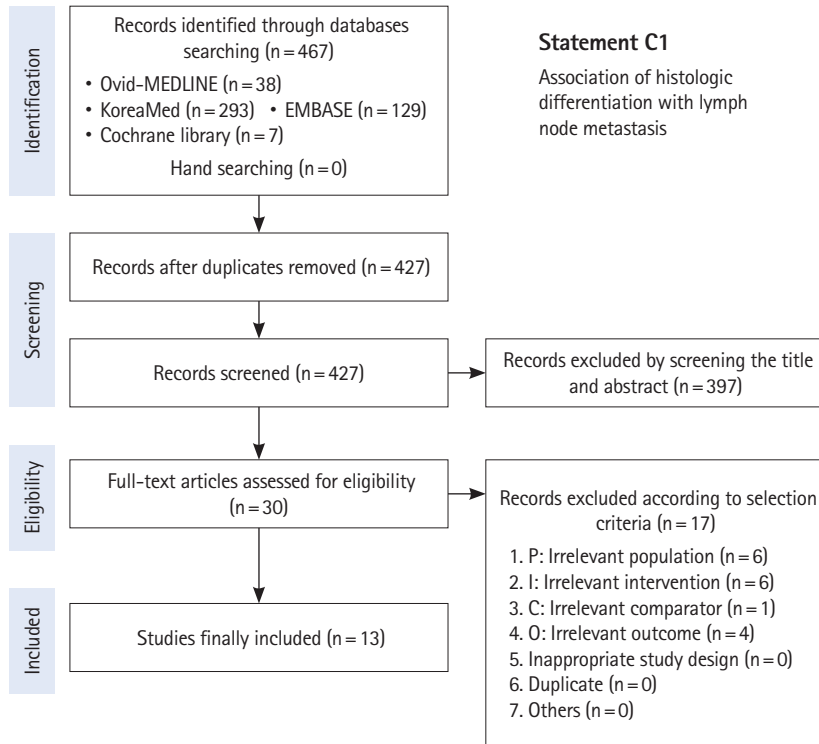 Identification
Records identified through databases
searching (n=467)
• Ovid-MEDLINE (n=38)
• KoreaMed (n=293) • EMBASE (n=129)
• Cochrane library (n=7)
Hand searching (n=0)
Statement C1
Association of histologic
differentiation with lymph
node metastasis
Screening
Records after duplicates removed (n=427)
Records screened (n=427)
Records excluded by screening the title
and abstract (n=397)
Eligibility
Full-text articles assessed for eligibility
(n=30)
Records excluded according to selection
criteria (n=17)
1. P: Irrelevant population (n=6)
2. I: Irrelevant intervention (n=6)
3. C: Irrelevant comparator (n=1)
4. O: Irrelevant outcome (n=4)
5. Inappropriate study design (n=0)
6. Duplicate (n=0)
7. Others (n=0)
Included
Studies finally included (n=13)